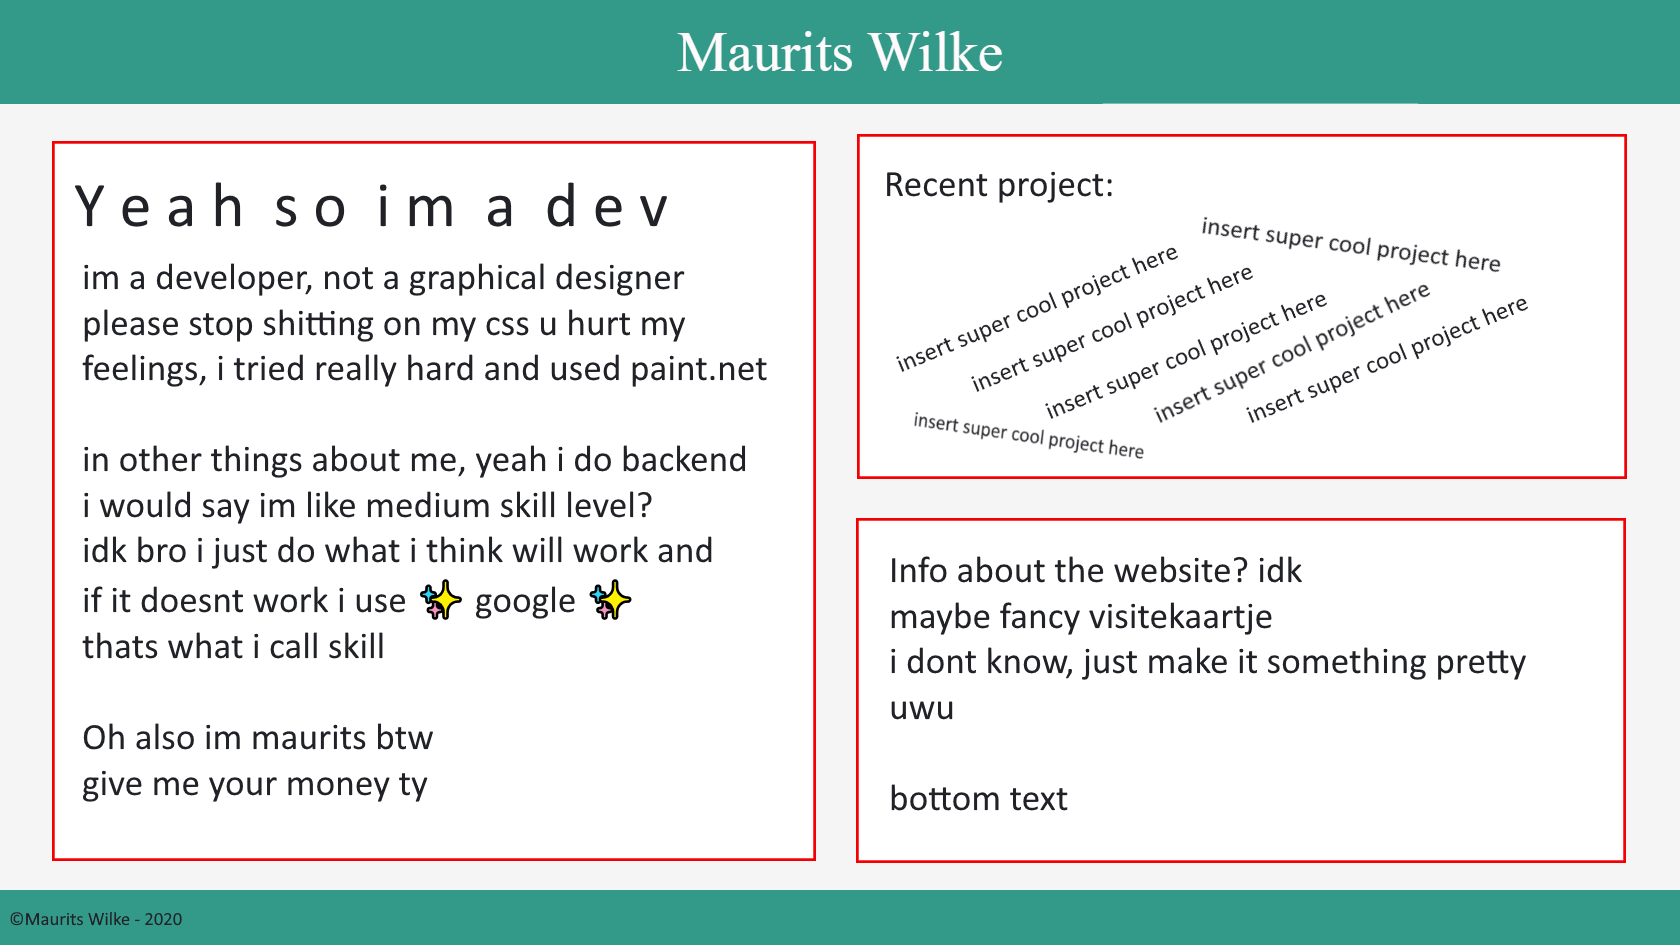 Maurits Wilke
Yeah so im a dev
im a developer, not a graphical designer
please stop shitting on my css u hurt my
feelings, i tried really hard and used paint.net
in other things about me, yeah i do backend
i would say im like medium skill level?
idk bro i just do what i think will work and
if it doesnt work i use ✨ google ✨
thats what i call skill
Oh also im maurits btw
give me your money ty
Recent project:
insert super cool project here
insert super cool project here
insert super cool project here
insert super cool project here
insert super cool project here
insert super cool project here
insert super cool project here
Info about the website? idk
maybe fancy visitekaartje
i dont know, just make it something pretty
uwu
bottom text
©Maurits Wilke - 2020